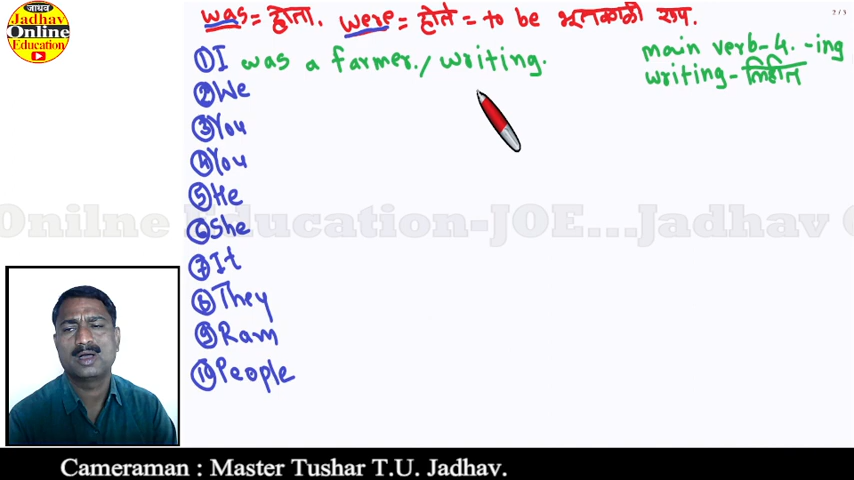 जाधव
Jadhav
Online
Education
was = होता. were = होते = to be भूतकाळी रूप.
2/5
① I was a farmer. / writing.
main verb - 4. -ing
writing - लिहीत
② We
③ You
④ You
⑤ He
⑥ She
⑦ It
⑧ They
⑨ Ram
⑩ People
Onilne Education-JOE...Jadhav
Cameraman : Master Tushar T.U. Jadhav.